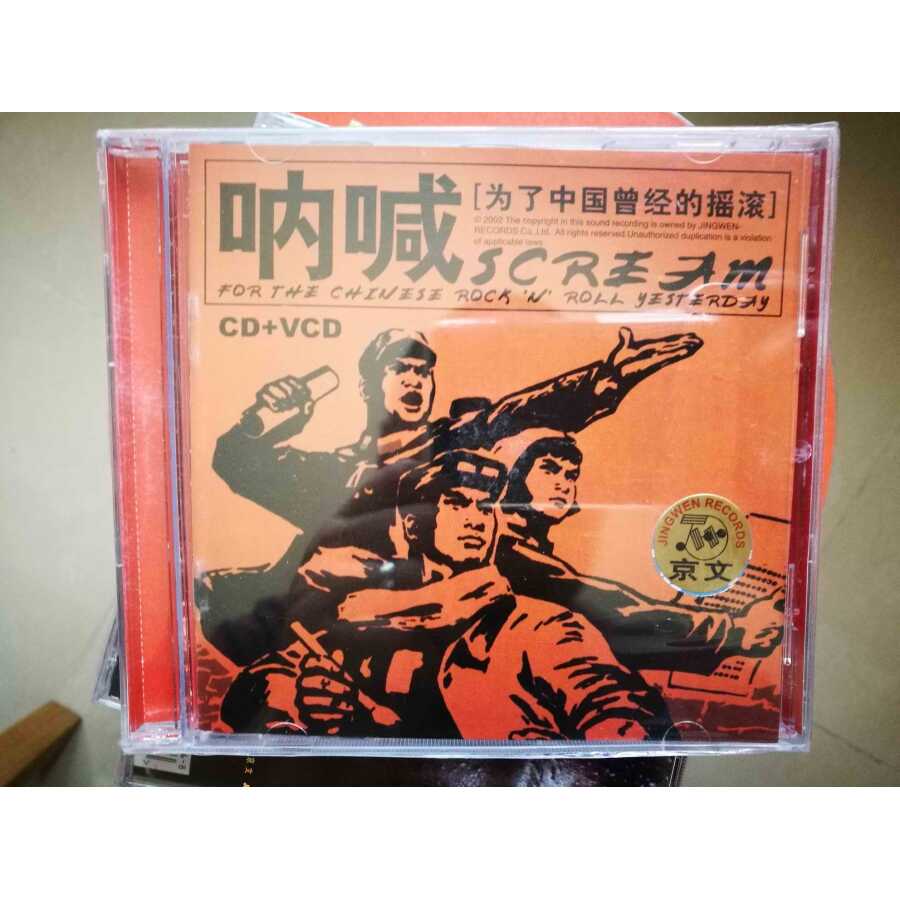 呐喊
[为了中国曾经的摇滚]
© 2002 The copyright in this sound recording is owned by JINGWEN-
RECORDS Co.,Ltd. All rights reserved.Unauthorized duplication is a violation
of applicable laws
SCREAM
FOR THE CHINESE ROCK 'N' ROLL YESTERDAY
CD+VCD
JINGWEN RECORDS
京文